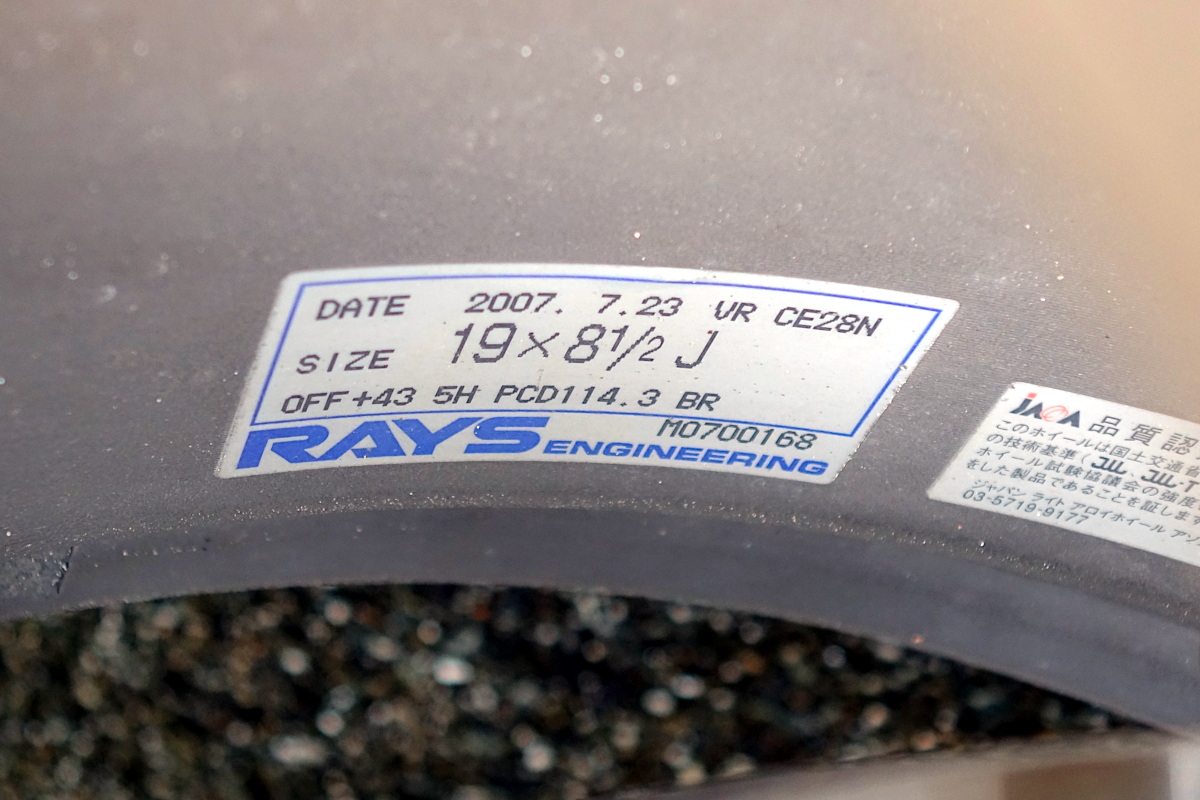 DATE 2007. 7.23 VR CE28N
SIZE 19×8½J
OFF+43 5H PCD114.3 BR
M0700168
RAYS ENGINEERING
JAWA 品質認
このホイールは国土交通省
の技術基準(JWL、JWL-T
ホイール試験協議会の強度
をした製品であることを証します
ジャパン ライト アロイホイール アソ
03-5719-9177